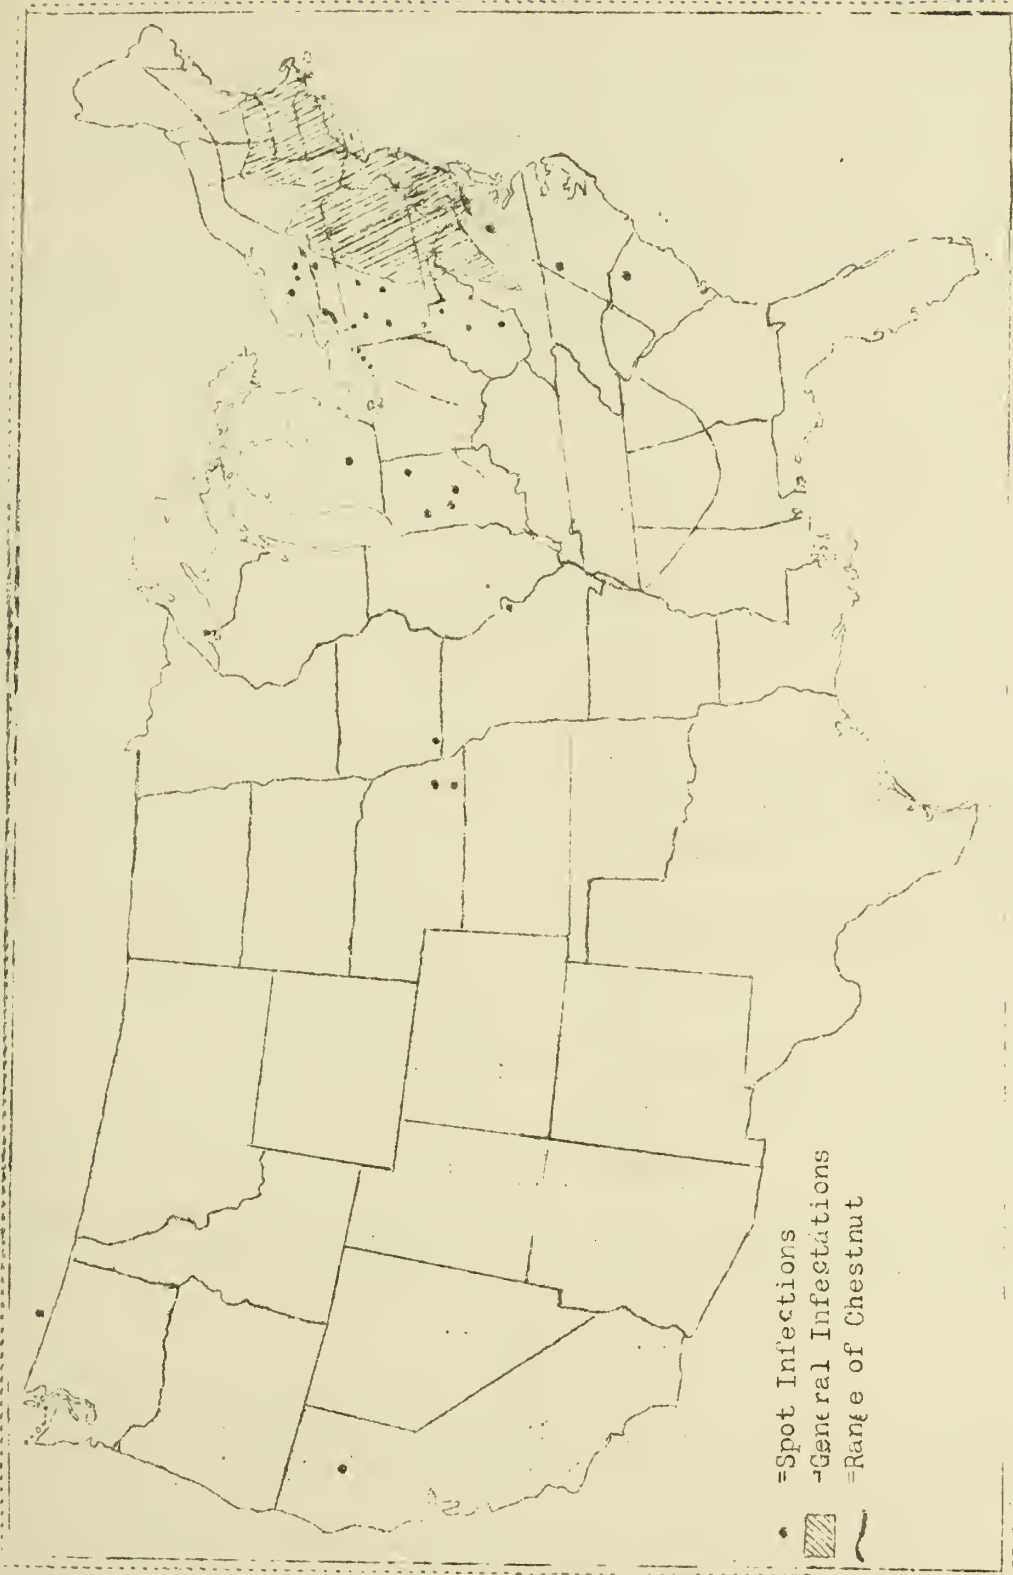 =Spot Infections
=General Infestations
=Range of Chestnut